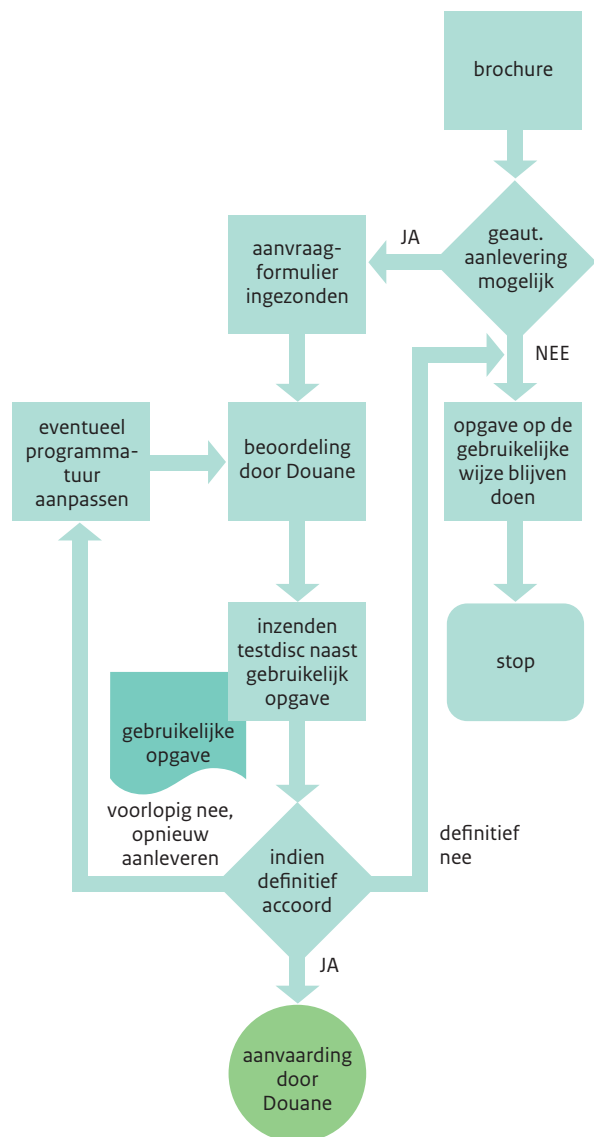 brochure
geaut.
aanlevering
mogelijk
JA
aanvraag-
formulier
ingezonden
NEE
eventueel
programma-
tuur
aanpassen
beoordeling
door Douane
opgave op de
gebruikelijke
wijze blijven
doen
inzenden
testdisc naast
gebruikelijk
opgave
stop
gebruikelijke
opgave
voorlopig nee,
opnieuw
aanleveren
definitief
nee
indien
definitief
accoord
JA
aanvaarding
door
Douane